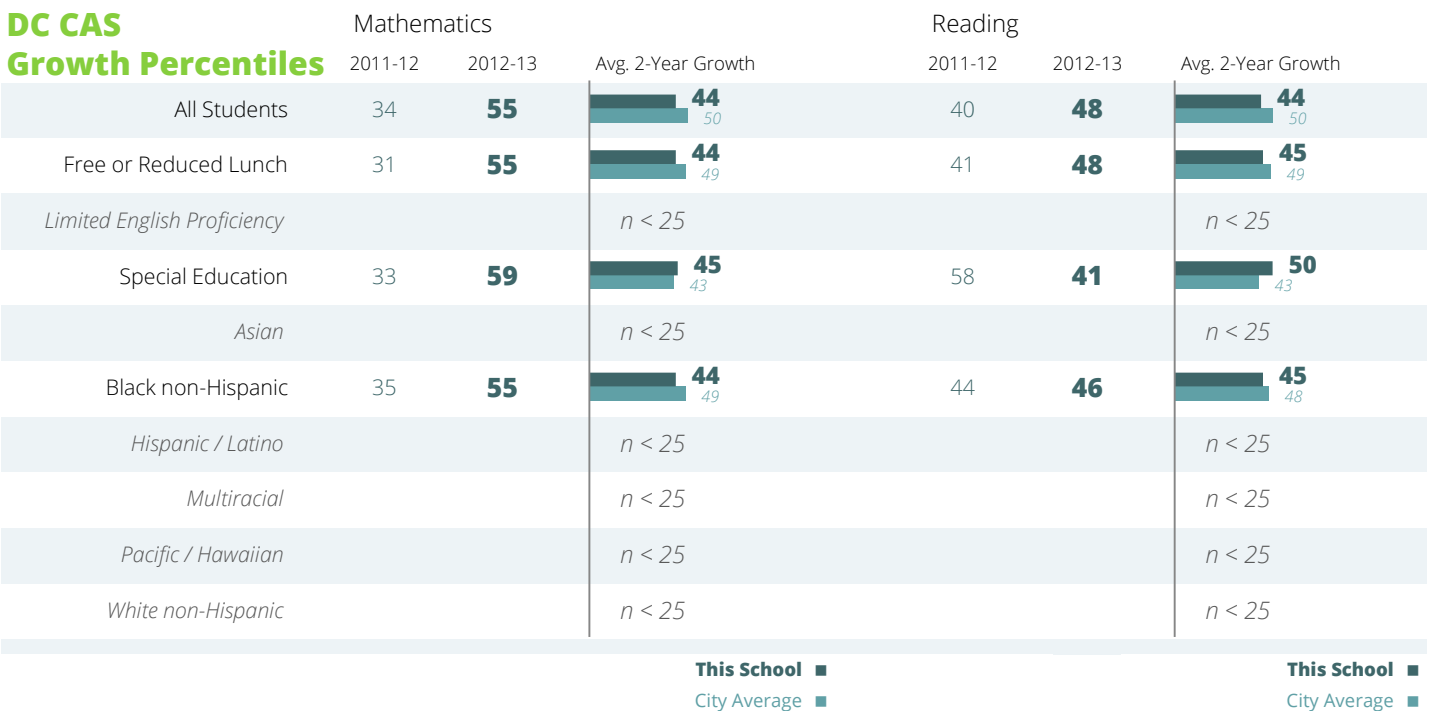 DC CAS
Growth Percentiles
Mathematics Reading
2011-12 2012-13 Avg. 2-Year Growth 2011-12 2012-13 Avg. 2-Year Growth
All Students 34 55 44 50 40 48 44 50
Free or Reduced Lunch 31 55 44 49 41 48 45 49
Limited English Proficiency n < 25 n < 25
Special Education 33 59 45 43 58 41 50 43
Asian n < 25 n < 25
Black non-Hispanic 35 55 44 49 44 46 45 48
Hispanic / Latino n < 25 n < 25
Multiracial n < 25 n < 25
Pacific / Hawaiian n < 25 n < 25
White non-Hispanic n < 25 n < 25
This School This School
City Average City Average